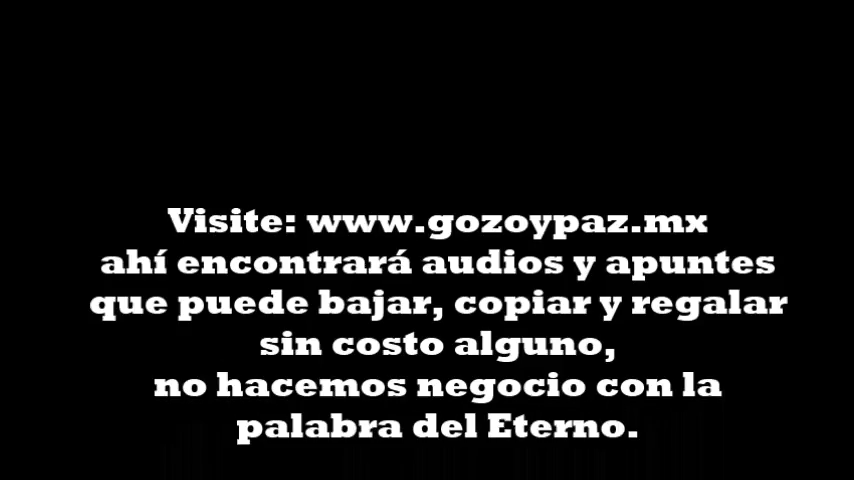 Visite: www.gozoypaz.mx
ahí encontrará audios y apuntes
que puede bajar, copiar y regalar
sin costo alguno,
no hacemos negocio con la
palabra del Eterno.